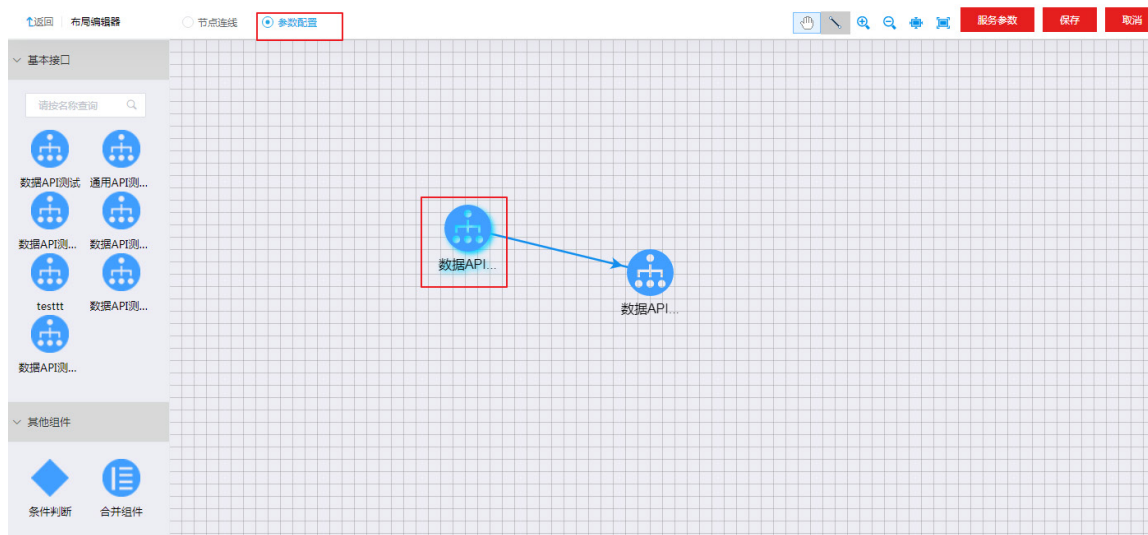 返回 布局编辑器 节点连线 参数配置 服务参数 保存 取消
基本接口
请按名称查询
数据API测试 通用API测...
数据API测... 数据API测...
testtt 数据API测...
数据API测...
数据API...
数据API...
其他组件
条件判断 合并组件